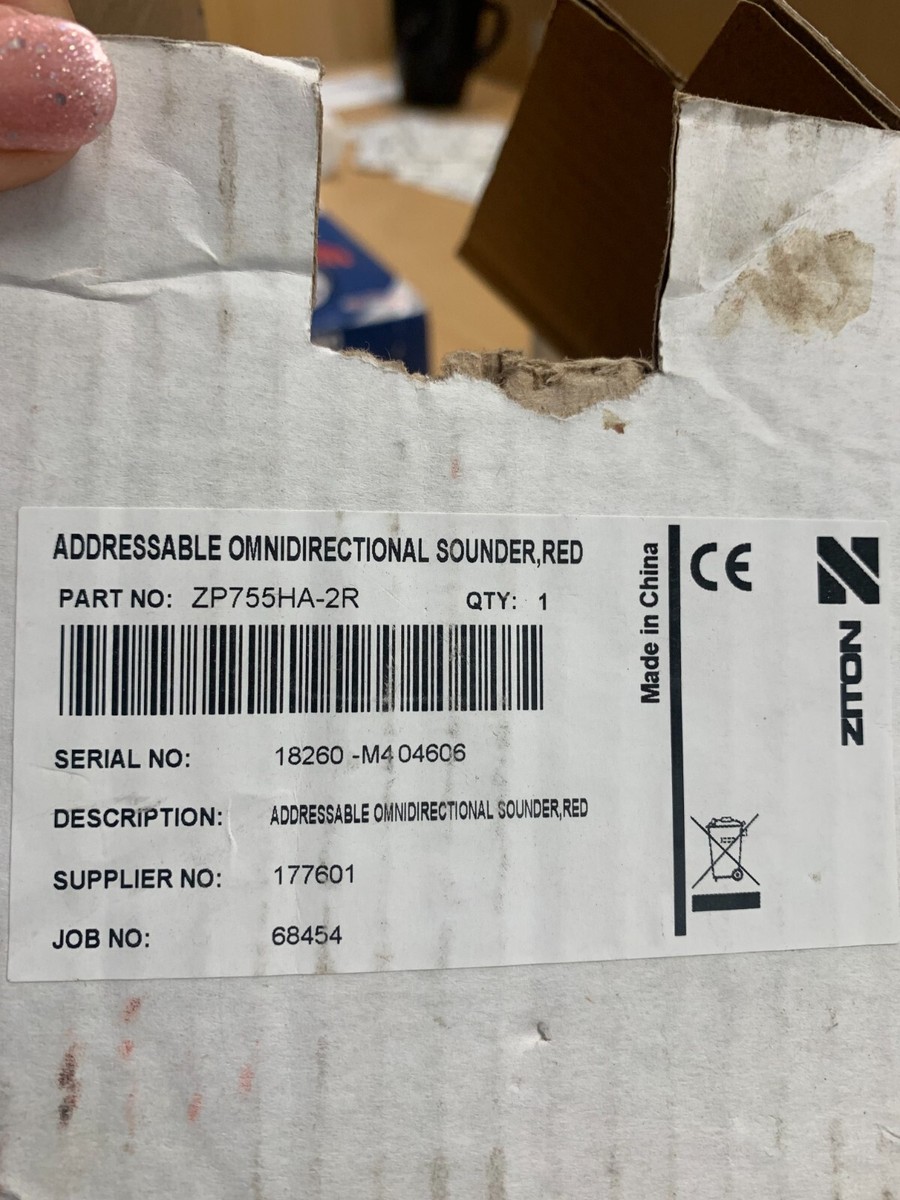 ADDRESSABLE OMNIDIRECTIONAL SOUNDER,RED
PART NO: ZP755HA-2R QTY: 1
SERIAL NO: 18260 -M4 04606
DESCRIPTION: ADDRESSABLE OMNIDIRECTIONAL SOUNDER,RED
SUPPLIER NO: 177601
JOB NO: 68454
Made in China
CE
ZITON